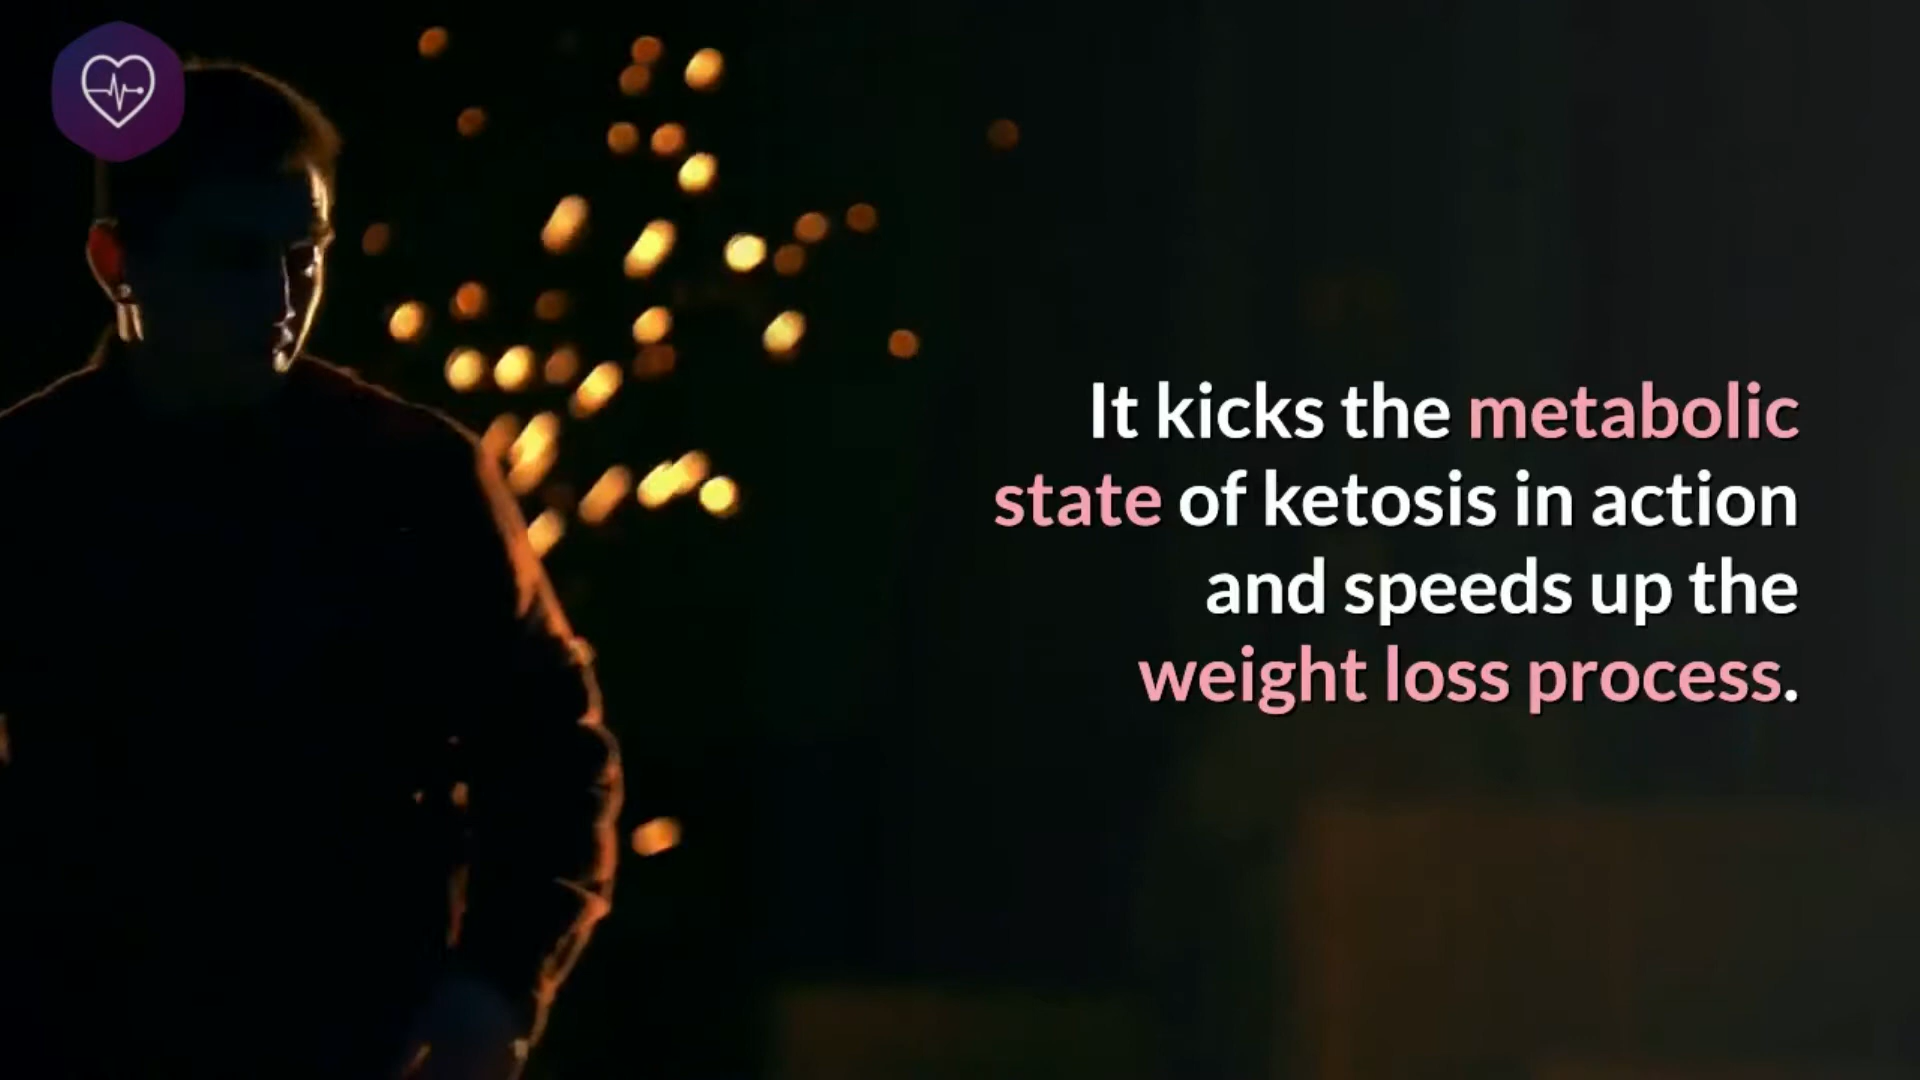 It kicks the metabolic
state of ketosis in action
and speeds up the
weight loss process.